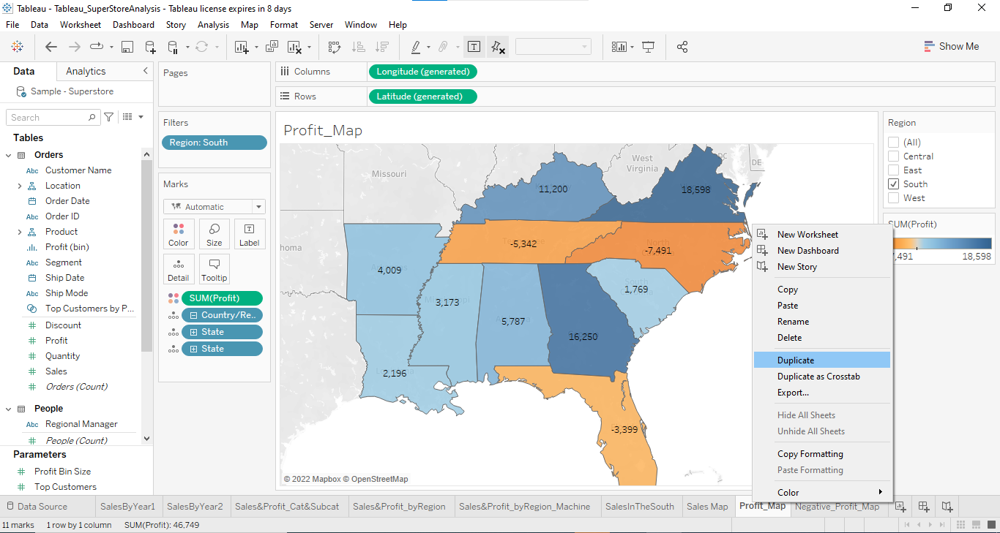 Tableau - Tableau_SuperStoreAnalysis - Tableau license expires in 8 days
File Data Worksheet Dashboard Story Analysis Map Format Server Window Help
Show Me
Data Analytics
Sample - Superstore
Search
Tables
Orders
Abc Customer Name
Location
Order Date
Abc Order ID
Product
Profit (bin)
Abc Segment
Ship Date
Abc Ship Mode
Top Customers by P...
Discount
Profit
Quantity
Sales
Orders (Count)
People
Abc Regional Manager
People (Count)
Parameters
Profit Bin Size
Top Customers
Pages
Filters
Region: South
Marks
Automatic
Color Size Label
Detail Tooltip
SUM(Profit)
Country/Re..
State
State
Columns Longitude (generated)
Rows Latitude (generated)
Profit_Map
Missouri
West
Virginia
DC
DE
11,200
18,598
-5,342
North
-7,491
homa
4,009
South
1,769
3,173
5,787
16,250
2,196
-3,399
© 2022 Mapbox © OpenStreetMap
Region
(All)
Central
East
South
West
SUM(Profit)
7,491 18,598
New Worksheet
New Dashboard
New Story
Copy
Paste
Rename
Delete
Duplicate
Duplicate as Crosstab
Export...
Hide All Sheets
Unhide All Sheets
Copy Formatting
Paste Formatting
Color
Data Source SalesByYear1 SalesByYear2 Sales&Profit_Cat&Subcat Sales&Profit_byRegion Sales&Profit_byRegion_Machine SalesInTheSouth Sales Map Profit_Map Negative_Profit_Map
11 marks 1 row by 1 column SUM(Profit): 46,749